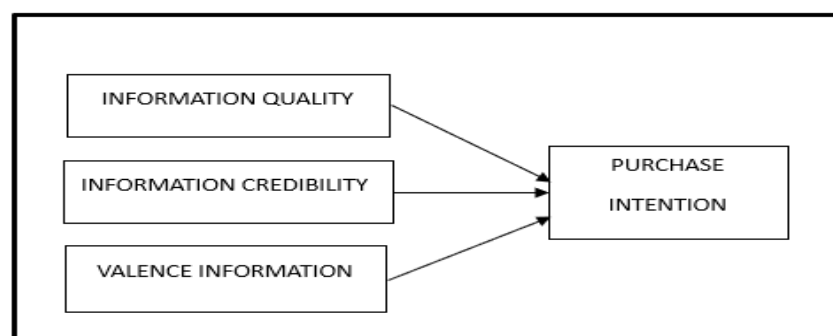 INFORMATION QUALITY
INFORMATION CREDIBILITY
VALENCE INFORMATION
PURCHASE
INTENTION